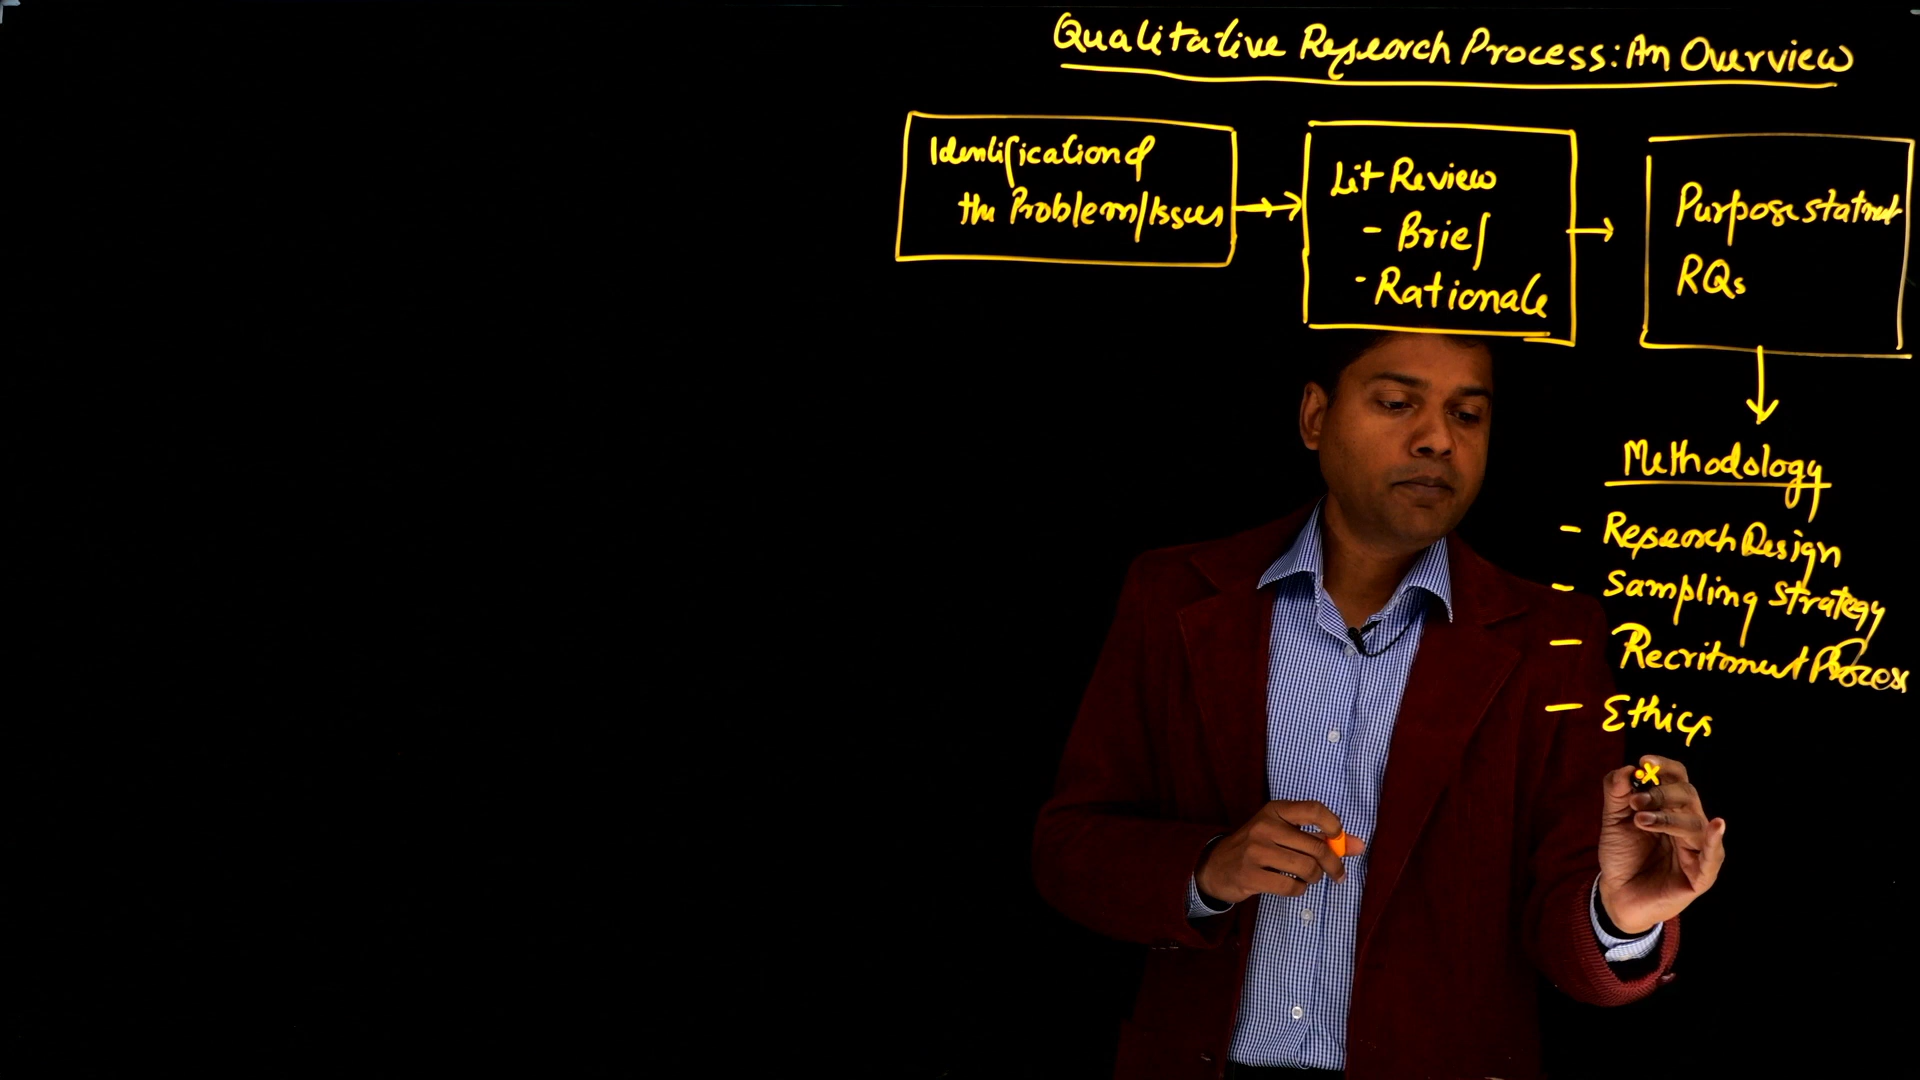 Qualitative Research Process: An Overview
Identification of
the Problem/Issues
Lit Review
- Brief
- Rationale
Purpose statmet
RQs
Methodology
- Research Design
- Sampling Strategy
- Recritment Process
- Ethics